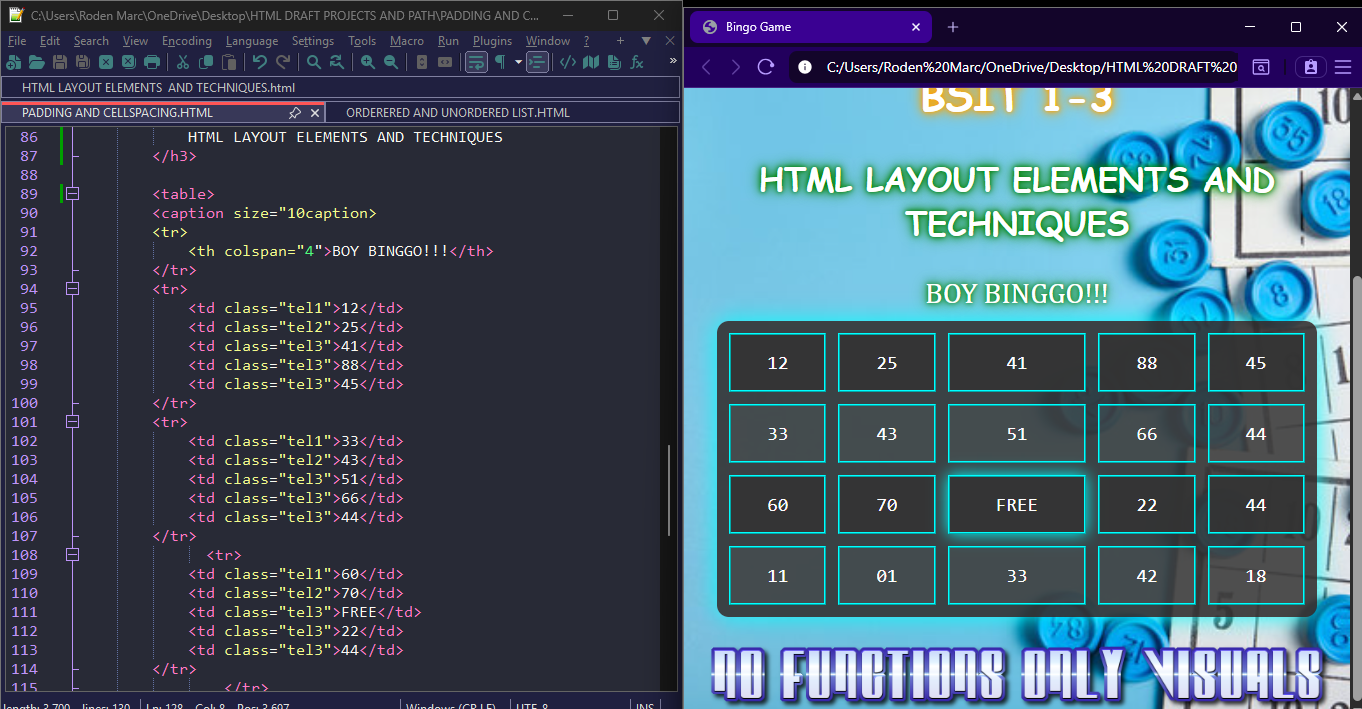 C:\Users\Roden Marc\OneDrive\Desktop\HTML DRAFT PROJECTS AND PATH\PADDING AND C...
File Edit Search View Encoding Language Settings Tools Macro Run Plugins Window ? + ▼ ✕
HTML LAYOUT ELEMENTS AND TECHNIQUES.html
PADDING AND CELLSPACING.HTML
ORDERERED AND UNORDERED LIST.HTML
86 HTML LAYOUT ELEMENTS AND TECHNIQUES
87 </h3>
88
89 <table>
90 <caption size="10caption>
91 <tr>
92 <th colspan="4">BOY BINGGO!!!</th>
93 </tr>
94 <tr>
95 <td class="tel1">12</td>
96 <td class="tel2">25</td>
97 <td class="tel3">41</td>
98 <td class="tel3">88</td>
99 <td class="tel3">45</td>
100 </tr>
101 <tr>
102 <td class="tel1">33</td>
103 <td class="tel2">43</td>
104 <td class="tel3">51</td>
105 <td class="tel3">66</td>
106 <td class="tel3">44</td>
107 </tr>
108 <tr>
109 <td class="tel1">60</td>
110 <td class="tel2">70</td>
111 <td class="tel3">FREE</td>
112 <td class="tel3">22</td>
113 <td class="tel3">44</td>
114 </tr>
115 </tr>
length: 3,700 lines: 130 Ln: 128 Col: 8 Pos: 3,697 Windows (CR LF) UTF-8 INS
Bingo Game
C:/Users/Roden%20Marc/OneDrive/Desktop/HTML%20DRAFT%20
BSIT 1-3
HTML LAYOUT ELEMENTS AND
TECHNIQUES
BOY BINGGO!!!
12 25 41 88 45
33 43 51 66 44
60 70 FREE 22 44
11 01 33 42 18
NO FUNCTIONS ONLY VISUALS
10
55
18
8
5